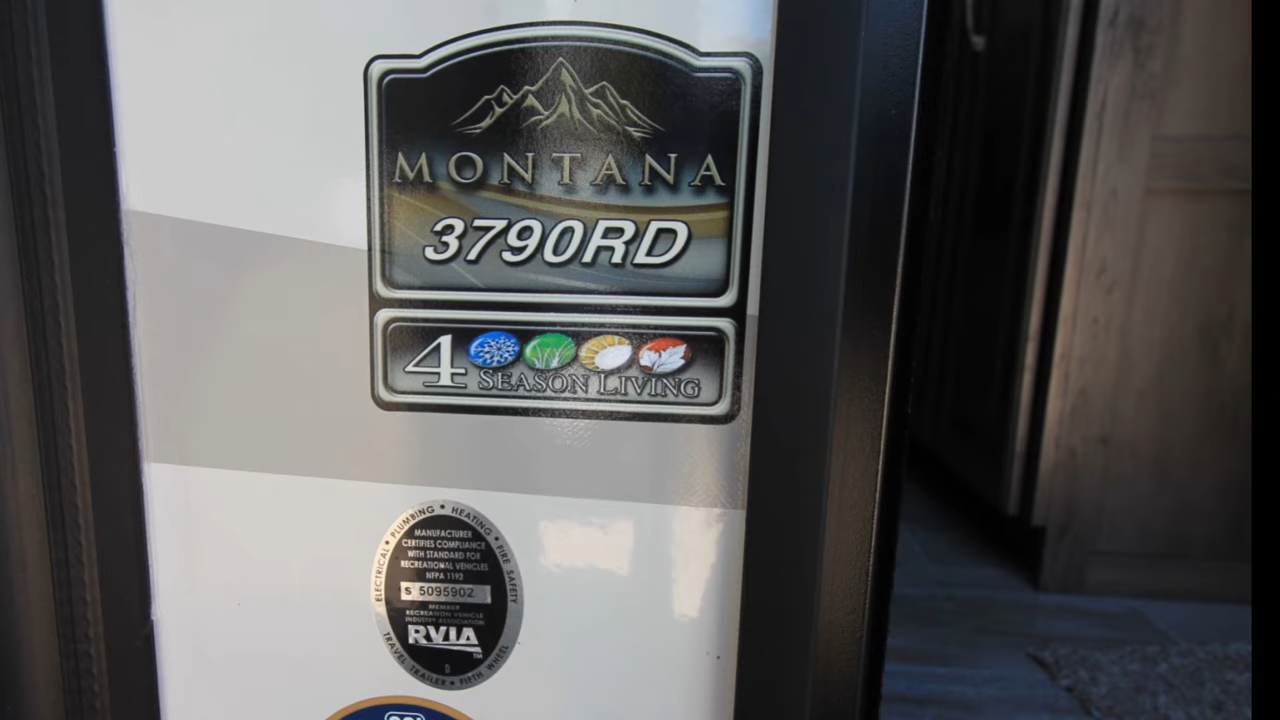 MONTANA
3790RD
4 SEASON LIVING
ELECTRICAL • PLUMBING • HEATING • FIRE SAFETY
MANUFACTURER
CERTIFIES COMPLIANCE
WITH STANDARD FOR
RECREATIONAL VEHICLES
NFPA 1192
S 5095902
MEMBER
RECREATION VEHICLE
INDUSTRY ASSOCIATION
RVIA
TM
D
TRAVEL TRAILER • FIFTH WHEEL